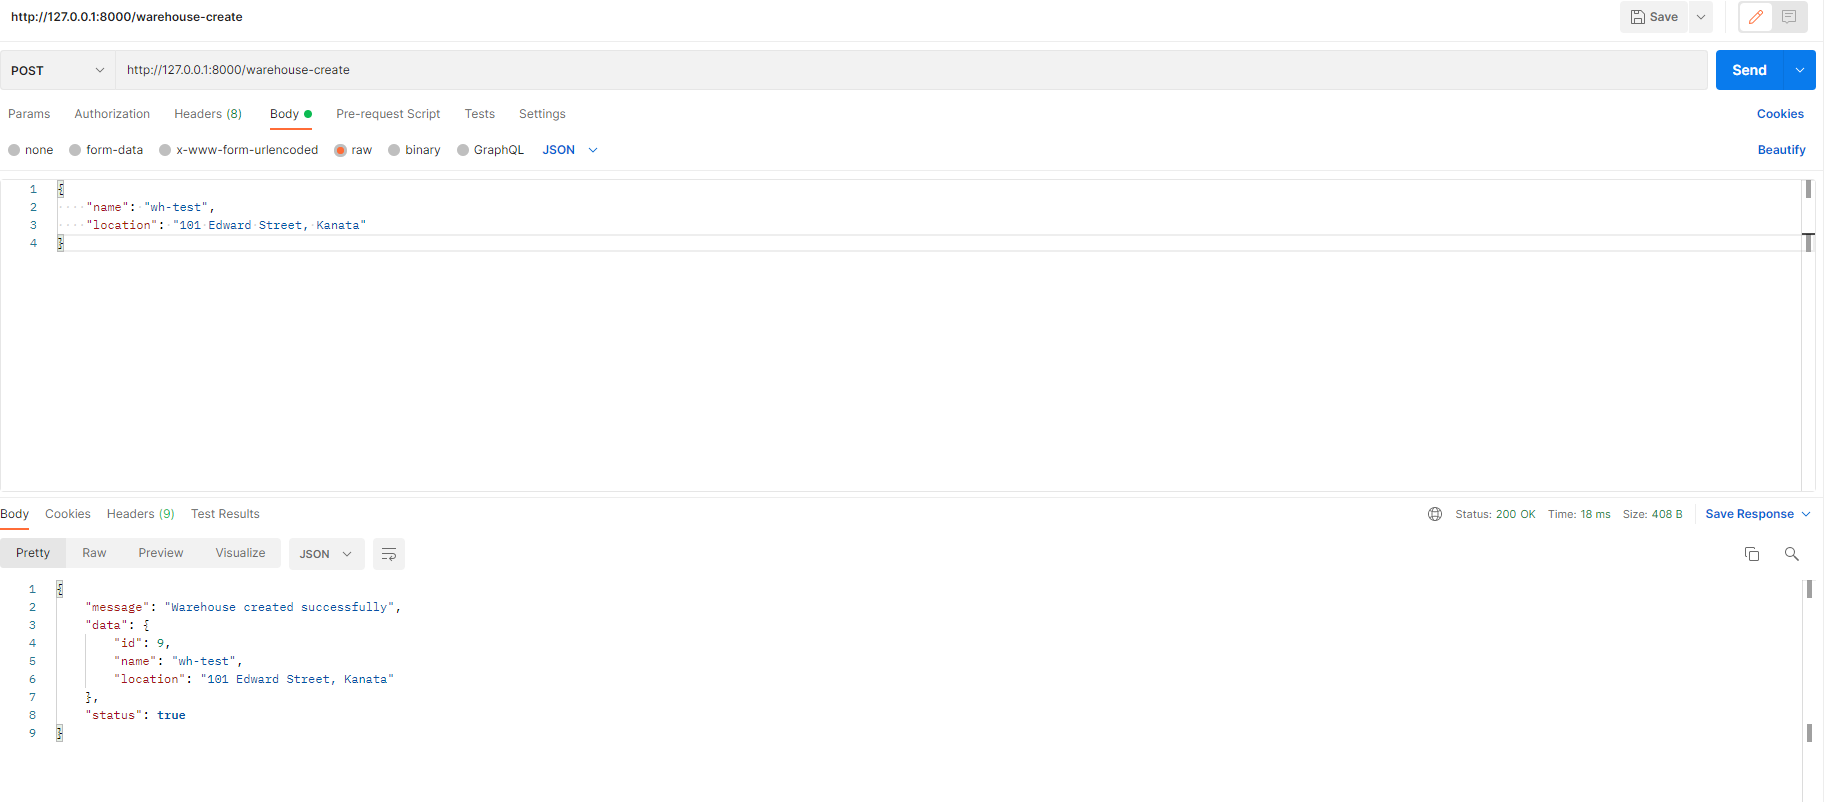 http://127.0.0.1:8000/warehouse-create
Save
POST http://127.0.0.1:8000/warehouse-create Send
Params Authorization Headers (8) Body Pre-request Script Tests Settings Cookies
none form-data x-www-form-urlencoded raw binary GraphQL JSON Beautify
1 {
2 "name": "wh-test",
3 "location": "101 Edward Street, Kanata"
4 }
Body Cookies Headers (9) Test Results Status: 200 OK Time: 18 ms Size: 408 B Save Response
Pretty Raw Preview Visualize JSON
1 {
2 "message": "Warehouse created successfully",
3 "data": {
4 "id": 9,
5 "name": "wh-test",
6 "location": "101 Edward Street, Kanata"
7 },
8 "status": true
9 }